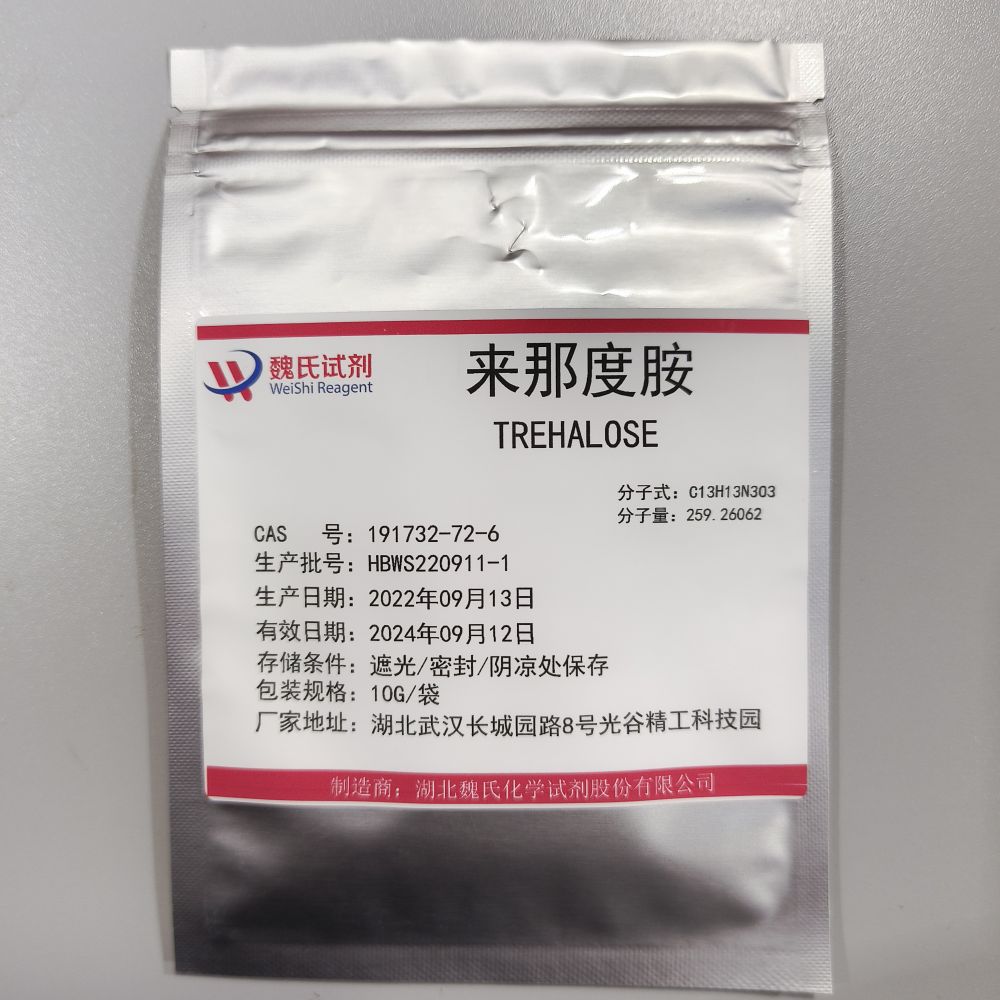 魏氏试剂
WeiShi Reagent
来那度胺
TREHALOSE
分子式：C13H13N3O3
分子量：259.26062
CAS 号：191732-72-6
生产批号：HBWS220911-1
生产日期：2022年09月13日
有效日期：2024年09月12日
存储条件：遮光/密封/阴凉处保存
包装规格：10G/袋
厂家地址：湖北武汉长城园路8号光谷精工科技园
制造商：湖北魏氏化学试剂股份有限公司